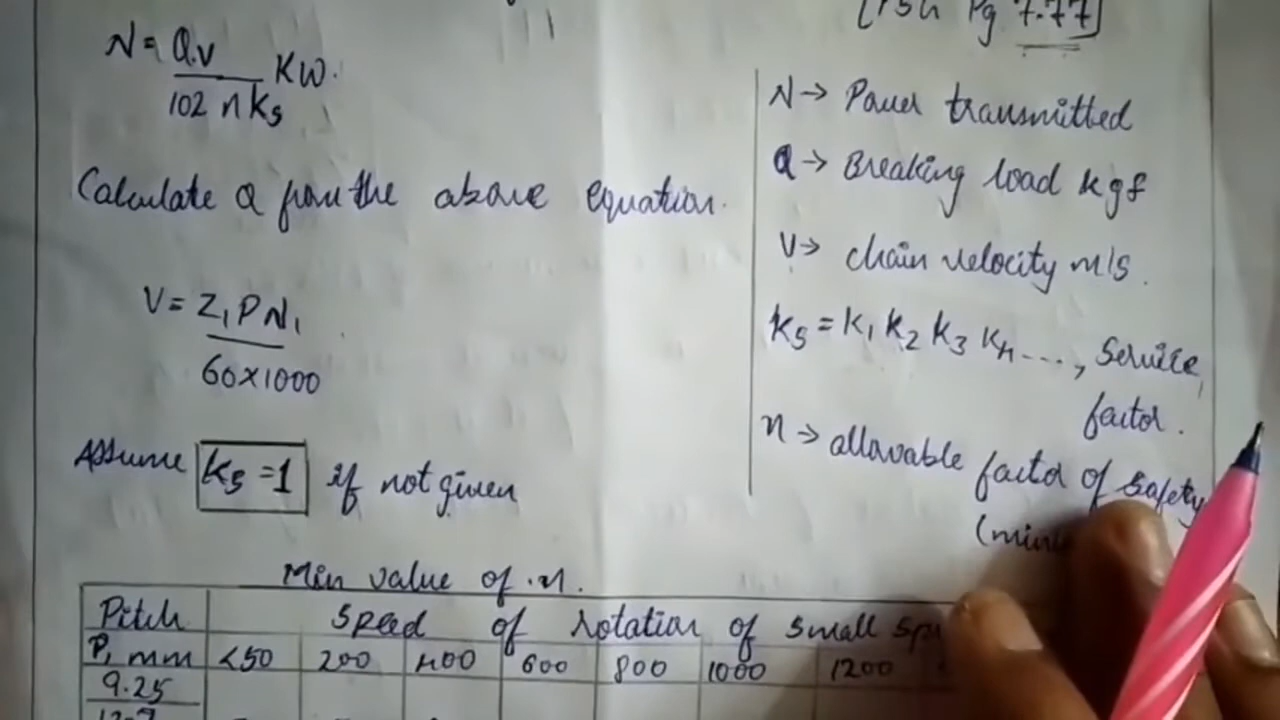 [PSG Pg 7.77]
N = Q.v / 102 n ks KW.
Calculate Q from the above equation.
V = Z1 P N1 / 60×1000
Assume ks = 1 if not given
N → Power transmitted
Q → Breaking load kgf
V → chain velocity m/s.
ks = k1 k2 k3 k4 ...., Service
factor.
n → allowable factor of safety
Min value of n.
Pitch Speed of rotation of small
P, mm <50 200 400 600 800 1000 1200
9.25
12.7